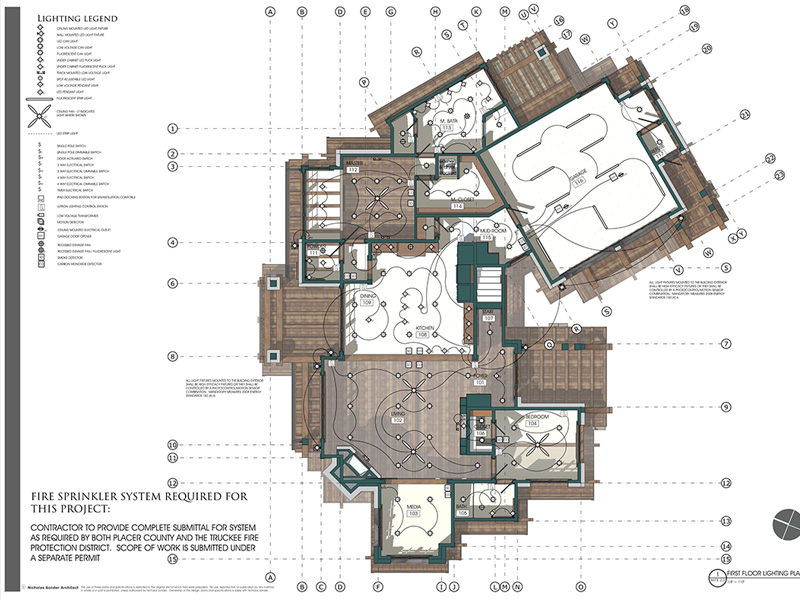 LIGHTING LEGEND
CEILING MOUNTED LED LIGHT FIXTURE
WALL MOUNTED LED LIGHT FIXTURE
LED CAN LIGHT
LOW VOLTAGE CAN LIGHT
FLUORESCENT CAN LIGHT
UNDER CABINET LED PUCK LIGHT
UNDER CABINET FLUORESCENT PUCK LIGHT
TRACK MOUNTED LOW VOLTAGE LIGHT
SPOT ADJUSTABLE LED LIGHT
LOW VOLTAGE PENDANT LIGHT
LED PENDANT LIGHT
FLUORESCENT STRIP LIGHT
LIGHT WHERE SHOWN
LED STRIP LIGHT
SINGLE POLE SWITCH
SINGLE POLE DIMMABLE SWITCH
DOOR ACTIVATED SWITCH
3 WAY ELECTRICAL SWITCH
3 WAY ELECTRICAL DIMMABLE SWITCH
4 WAY ELECTRICAL SWITCH
4 WAY ELECTRICAL DIMMABLE SWITCH
TIMER ELECTRICAL SWITCH
LUTRON LIGHTING CONTROL STATION
LOW VOLTAGE TRANSFORMER
MOTION DETECTOR
CEILING MOUNTED ELECTRICAL OUTLET
GARAGE DOOR OPENER
RECESSED EXHAUST FAN
RECESSED EXHAUST FAN / FLUORESCENT LIGHT
SMOKE DETECTOR
CARBON MONOXIDE DETECTOR
A B D E G H K M U V
R S T P
16 17 18 19 20 21 22 23
W Y
1
2
3
4
6
8
10
11
12
15
M. BATH
113
GARAGE
116
MASTER
112
M. CLOSET
114
MUD ROOM
115
111
DINING
109
KITCHEN
108
STAIR
107
FOYER
101
LIVING
102
BEDROOM
104
106
MEDIA
103
BATH
105
V W X Y
Q R S
5
7
9
12
13
14
15
ALL LIGHT FIXTURES MOUNTED TO THE BUILDING EXTERIOR
SHALL BE HIGH EFFICACY FIXTURES OR THEY SHALL
BE CONTROLLED BY A PHOTOCONTROL/MOTION SENSOR
COMBINATION. MANDATORY MEASURES 2008 ENERGY
STANDARDS 150 (K) 6
ALL LIGHT FIXTURES MOUNTED TO THE BUILDING EXTERIOR
SHALL BE HIGH EFFICACY FIXTURES OR THEY SHALL BE
CONTROLLED BY A PHOTOCONTROL/MOTION SENSOR
COMBINATION. MANDATORY MEASURES 2008 ENERGY
STANDARDS 150 (K) 6
FIRE SPRINKLER SYSTEM REQUIRED FOR
THIS PROJECT:
CONTRACTOR TO PROVIDE COMPLETE SUBMITTAL FOR SYSTEM
AS REQUIRED BY BOTH PLACER COUNTY AND THE TRUCKEE FIRE
PROTECTION DISTRICT. SCOPE OF WORK IS SUBMITTED UNDER
A SEPARATE PERMIT
A B C D F I J L M N O
© Nicholas Sonder Architect
1
FIRST FLOOR LIGHTING PLA
1/4" = 1'-0"